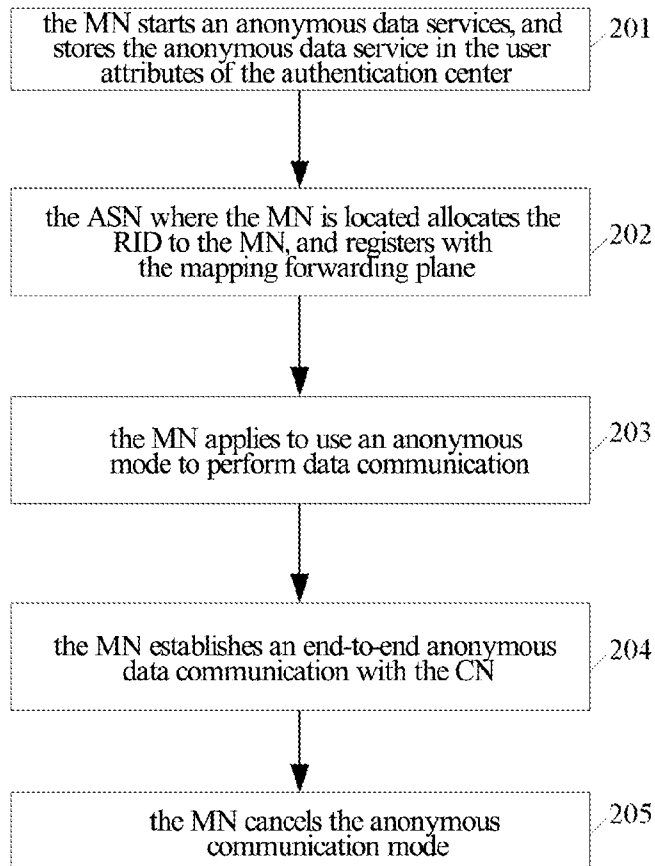 the MN starts an anonymous data services, and
stores the anonymous data service in the user
attributes of the authentication center
201
the ASN where the MN is located allocates the
RID to the MN, and registers with
the mapping forwarding plane
202
the MN applies to use an anonymous
mode to perform data communication
203
the MN establishes an end-to-end anonymous
data communication with the CN
204
the MN cancels the anonymous
communication mode
205